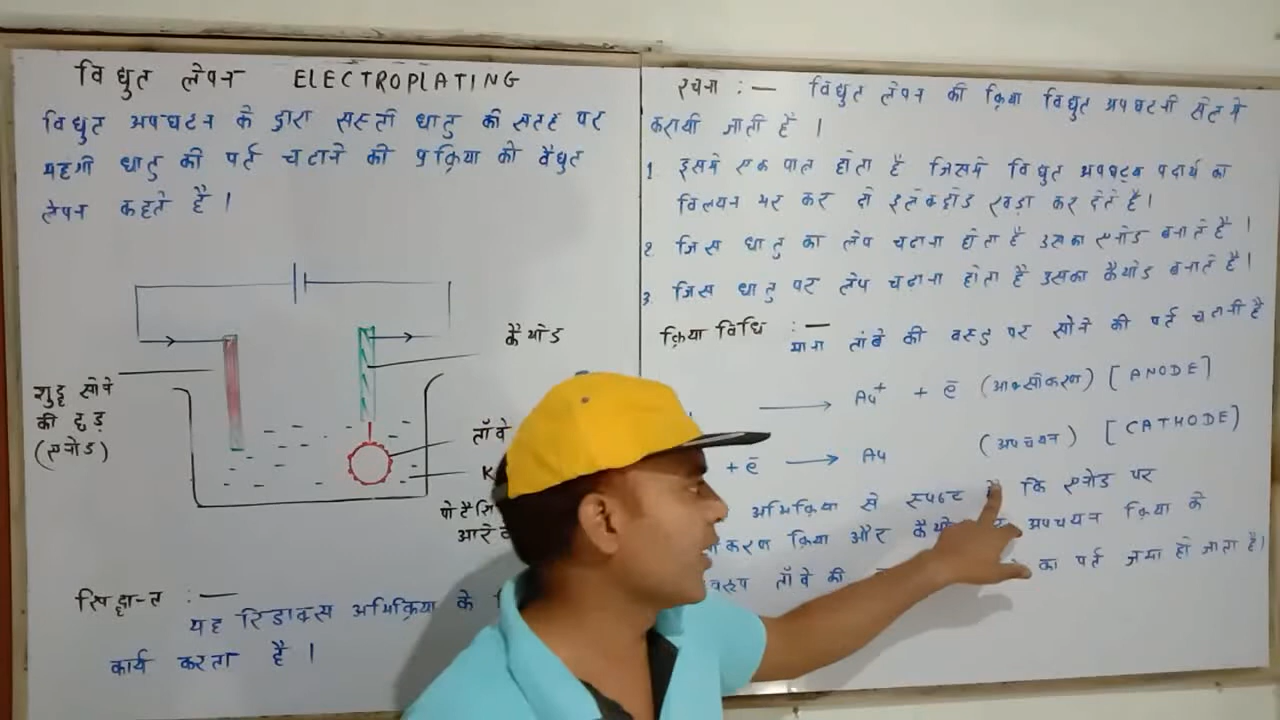 विधुत लेपन ELECTROPLATING
विधुत अपघटन के द्वारा सस्ती धातु की सतह पर
महगी धातु की पर्त चढाने की प्रक्रिया को वैधुत
लेपन कहते है ।
कैथोड
शुद्ध सोने
की छड़
(एनोड)
ताँबे
K
पोटैशि
आरे
सिद्धान्त :—
यह रिडाक्स अभिक्रिया के
कार्य करता है ।
रचना :— विधुत लेपन की क्रिया विधुत अपघटनी सेल मे
करायी जाती है ।
1. इसमे एक पात्र होता है जिसमे विधुत अपघट्य पदार्थ का
विलयन भर कर दो इलेक्ट्रोड खड़ा कर देते है।
2 जिस धातु का लेप चढाना होता है उसका एनोड बनाते है ।
3. जिस धातु पर लेप चढाना होता है उसका कैथोड बनाते है।
क्रिया विधि :—
माना तांबे की वस्तु पर सोने की पर्त चढानी है
⟶ Au⁺ + ē (आक्सीकरण) [ANODE]
+ ē ⟶ Au (अपचयन) [CATHODE)
अभिक्रिया से स्पष्ट है कि एनोड पर
करण क्रिया और अपचयन क्रिया के
ताँबे की का पर्त जमा हो जाता है।